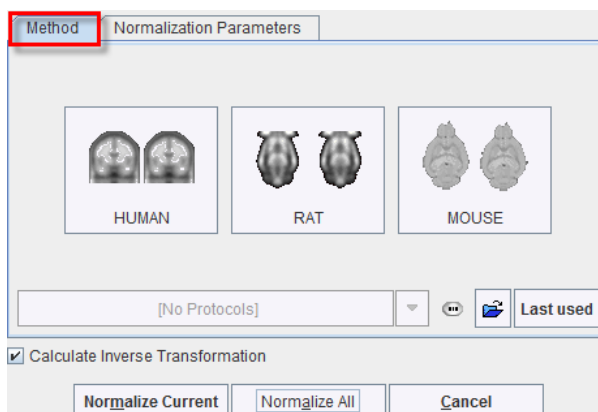 Method Normalization Parameters
HUMAN RAT MOUSE
[No Protocols] Last used
Calculate Inverse Transformation
Normalize Current Normalize All Cancel